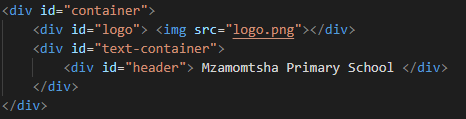 <div id="container">
<div id="logo"> <img src="logo.png"></div>
<div id="text-container">
<div id="header"> Mzamomtsha Primary School </div>
</div>
</div>